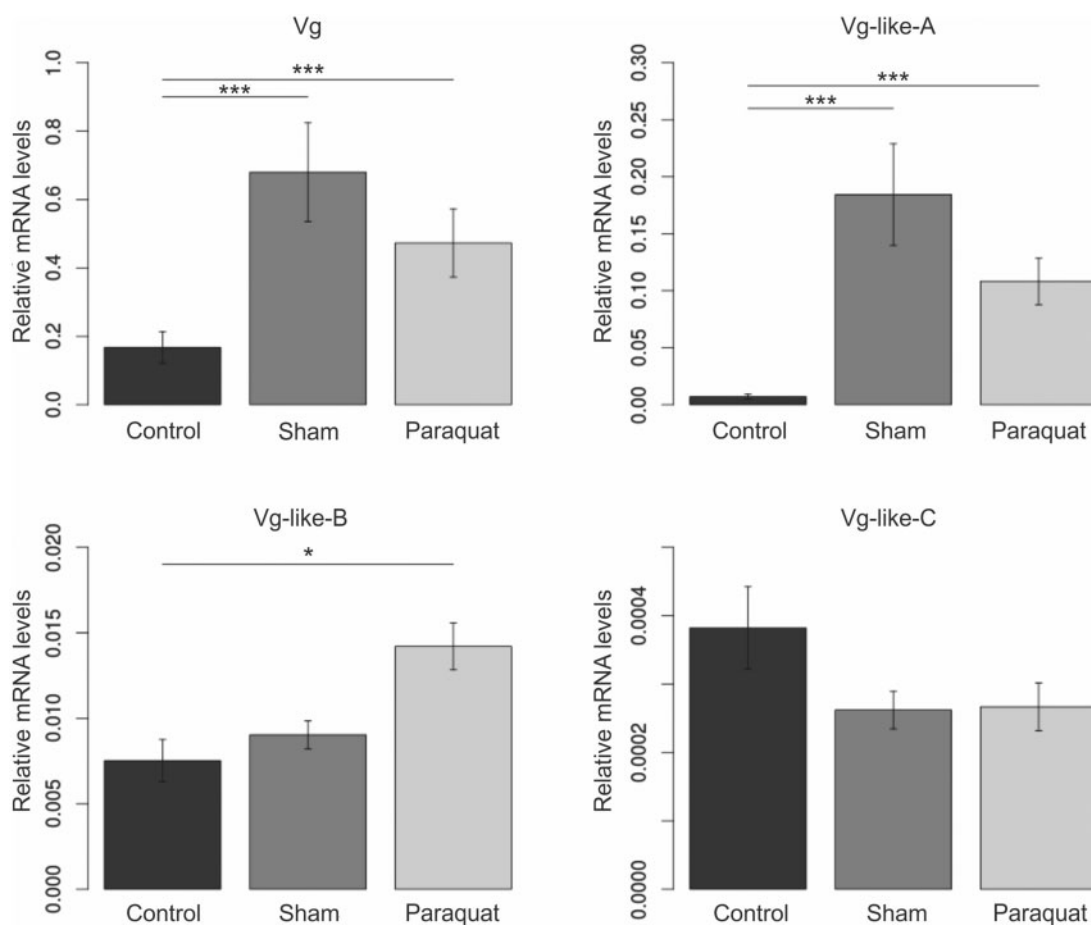 Vg
Relative mRNA levels
1.0
0.8
0.6
0.4
0.2
0.0
***
***
Control Sham Paraquat
Vg-like-A
Relative mRNA levels
0.30
0.25
0.20
0.15
0.10
0.05
0.00
***
***
Control Sham Paraquat
Vg-like-B
Relative mRNA levels
0.020
0.015
0.010
0.005
0.000
*
Control Sham Paraquat
Vg-like-C
Relative mRNA levels
0.0004
0.0002
0.0000
Control Sham Paraquat